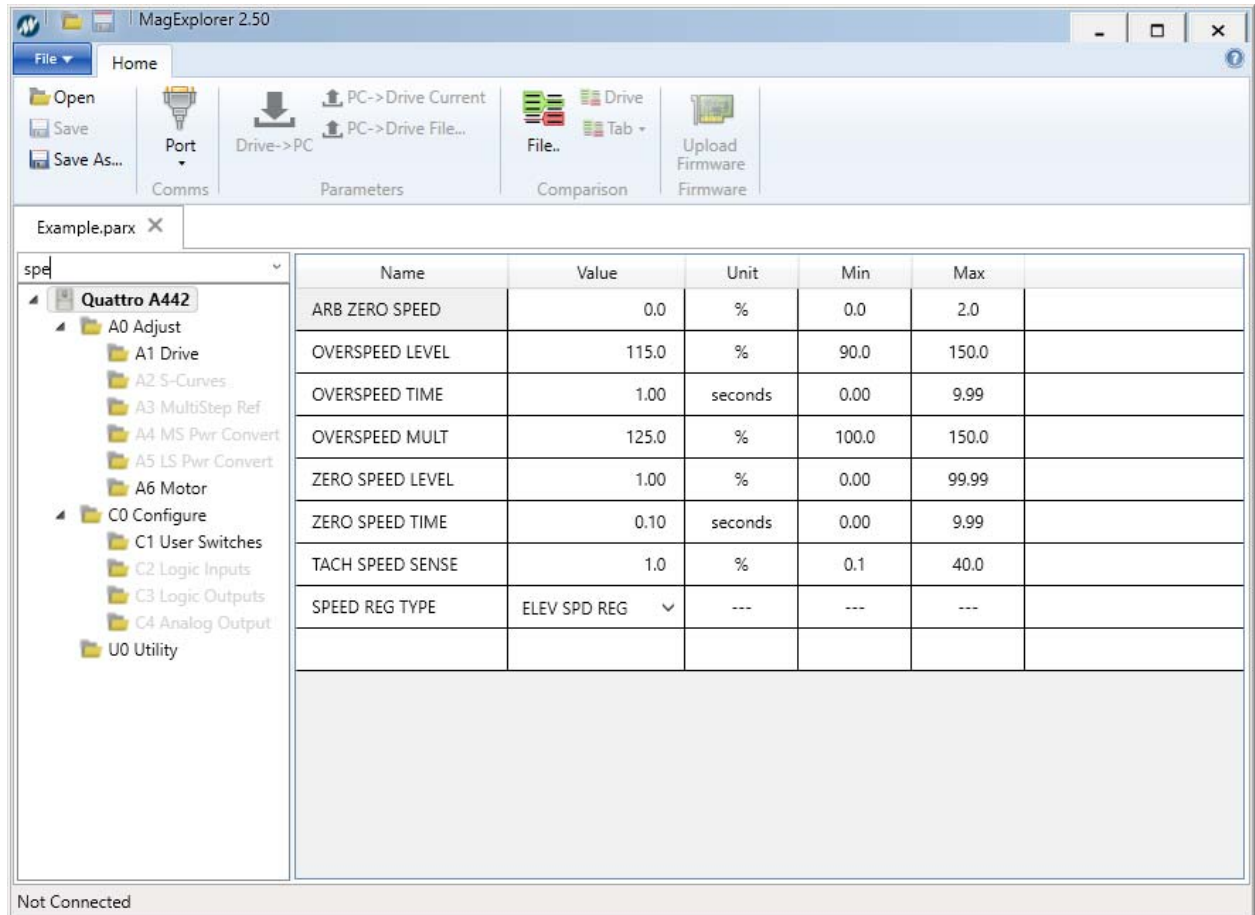 MagExplorer 2.50
File
Home
Open
Save
Save As...
Port
Comms
Drive->PC
PC->Drive Current
PC->Drive File...
Parameters
File..
Drive
Tab
Comparison
Upload
Firmware
Firmware
Example.parx
spe
Quattro A442
A0 Adjust
A1 Drive
A2 S-Curves
A3 MultiStep Ref
A4 MS Pwr Convert
A5 LS Pwr Convert
A6 Motor
C0 Configure
C1 User Switches
C2 Logic Inputs
C3 Logic Outputs
C4 Analog Output
U0 Utility
Name Value Unit Min Max
ARB ZERO SPEED 0.0 % 0.0 2.0
OVERSPEED LEVEL 115.0 % 90.0 150.0
OVERSPEED TIME 1.00 seconds 0.00 9.99
OVERSPEED MULT 125.0 % 100.0 150.0
ZERO SPEED LEVEL 1.00 % 0.00 99.99
ZERO SPEED TIME 0.10 seconds 0.00 9.99
TACH SPEED SENSE 1.0 % 0.1 40.0
SPEED REG TYPE ELEV SPD REG --- --- ---
Not Connected